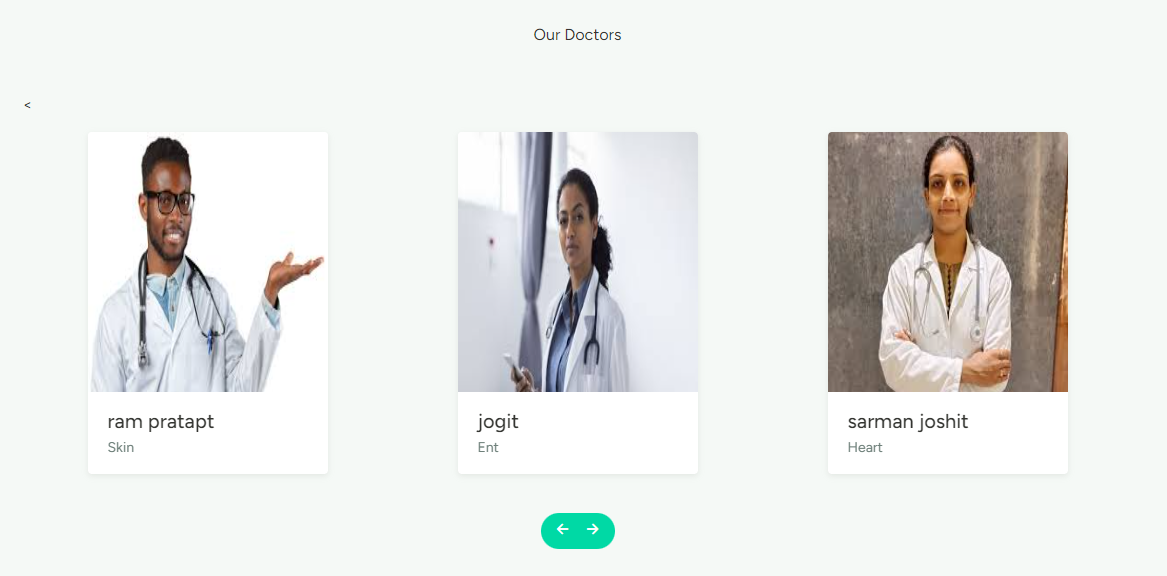 Our Doctors
<
ram pratapt
Skin
jogit
Ent
sarman joshit
Heart
← →